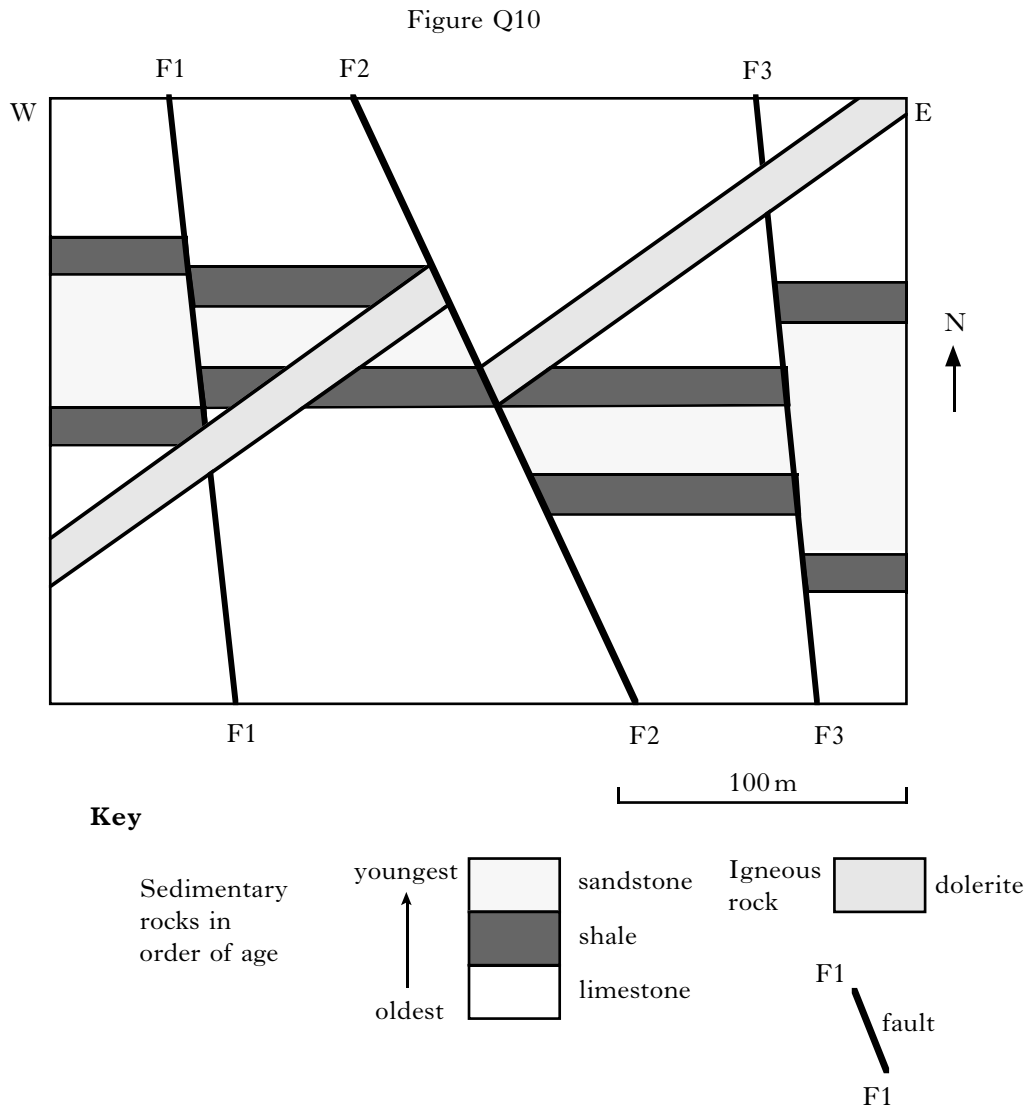 Figure Q10
F1
F2
F3
W
E
N
F1
F2
F3
100 m
Key
Sedimentary
rocks in
order of age
youngest
oldest
sandstone
shale
limestone
Igneous
rock
dolerite
F1
fault
F1